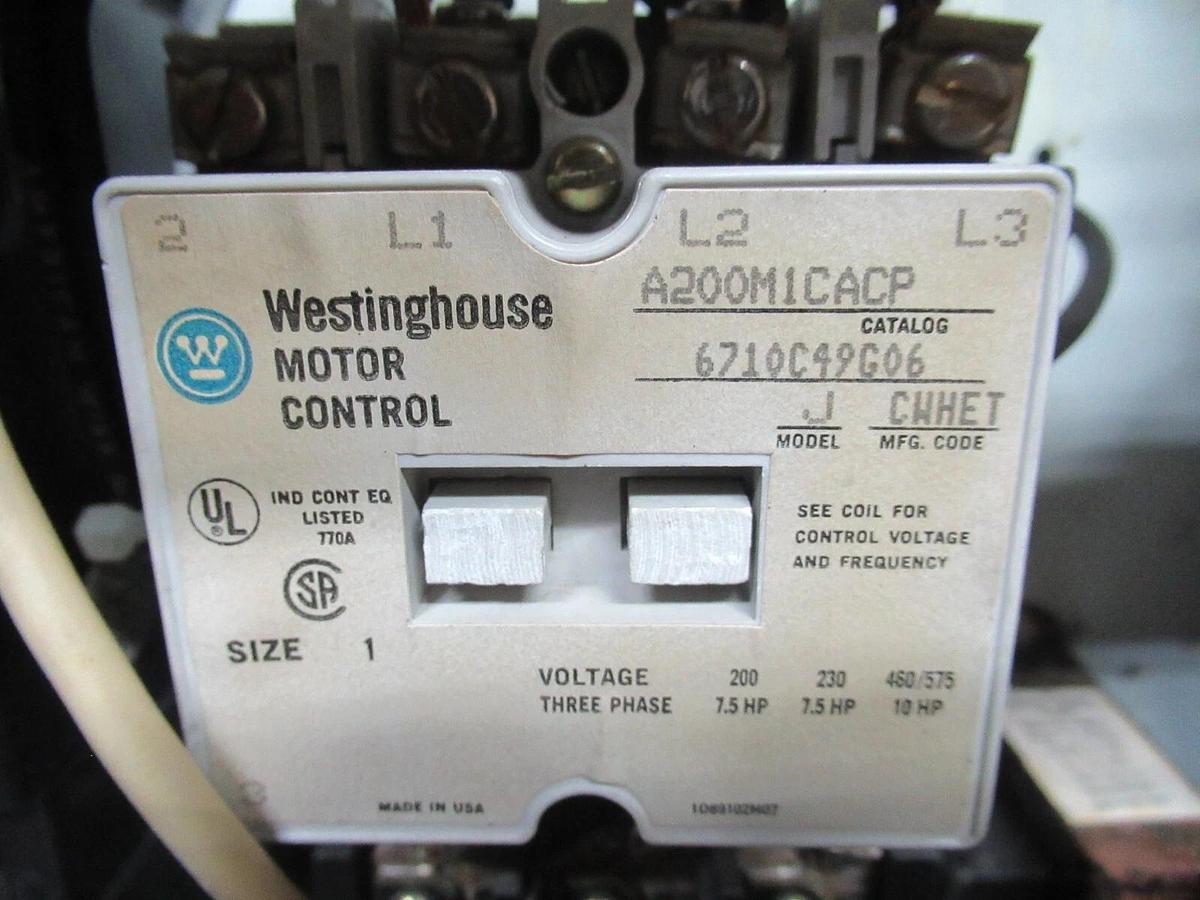 2 L1 L2 L3
Westinghouse
MOTOR
CONTROL
A200M1CACP
CATALOG
6710C49G06
J CWHET
MODEL MFG. CODE
UL
®
IND CONT EQ
LISTED
770A
SA
SIZE 1
SEE COIL FOR
CONTROL VOLTAGE
AND FREQUENCY
VOLTAGE 200 230 460/575
THREE PHASE 7.5 HP 7.5 HP 10 HP
MADE IN USA